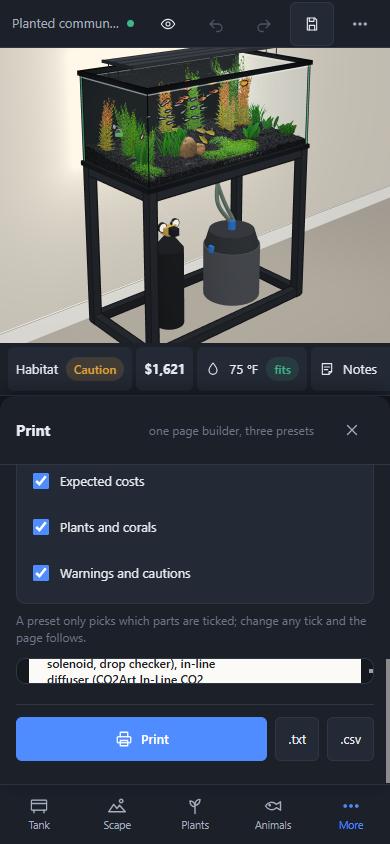 Planted commun...
Habitat Caution $1,621 75 °F fits Notes
Print one page builder, three presets
Expected costs
Plants and corals
Warnings and cautions
A preset only picks which parts are ticked; change any tick and the
page follows.
solenoid, drop checker), in-line
diffuser (CO2Art In-Line CO2
Print .txt .csv
Tank Scape Plants Animals More